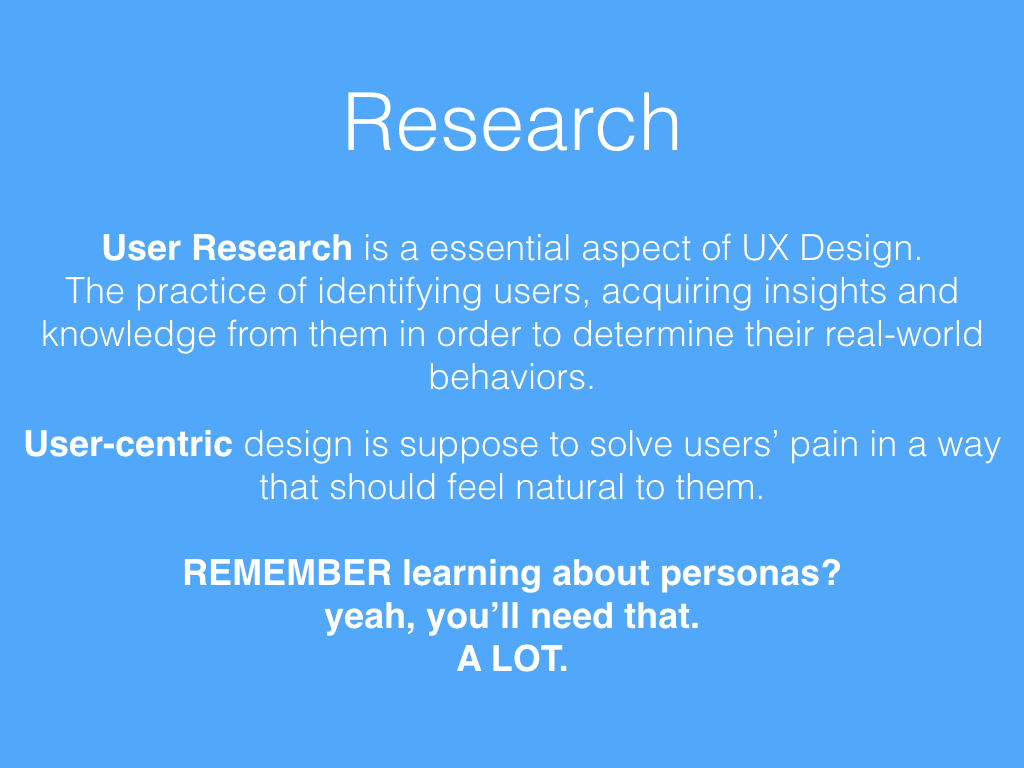 Research
User Research is a essential aspect of UX Design.
The practice of identifying users, acquiring insights and
knowledge from them in order to determine their real-world
behaviors.
User-centric design is suppose to solve users’ pain in a way
that should feel natural to them.
REMEMBER learning about personas?
yeah, you’ll need that.
A LOT.